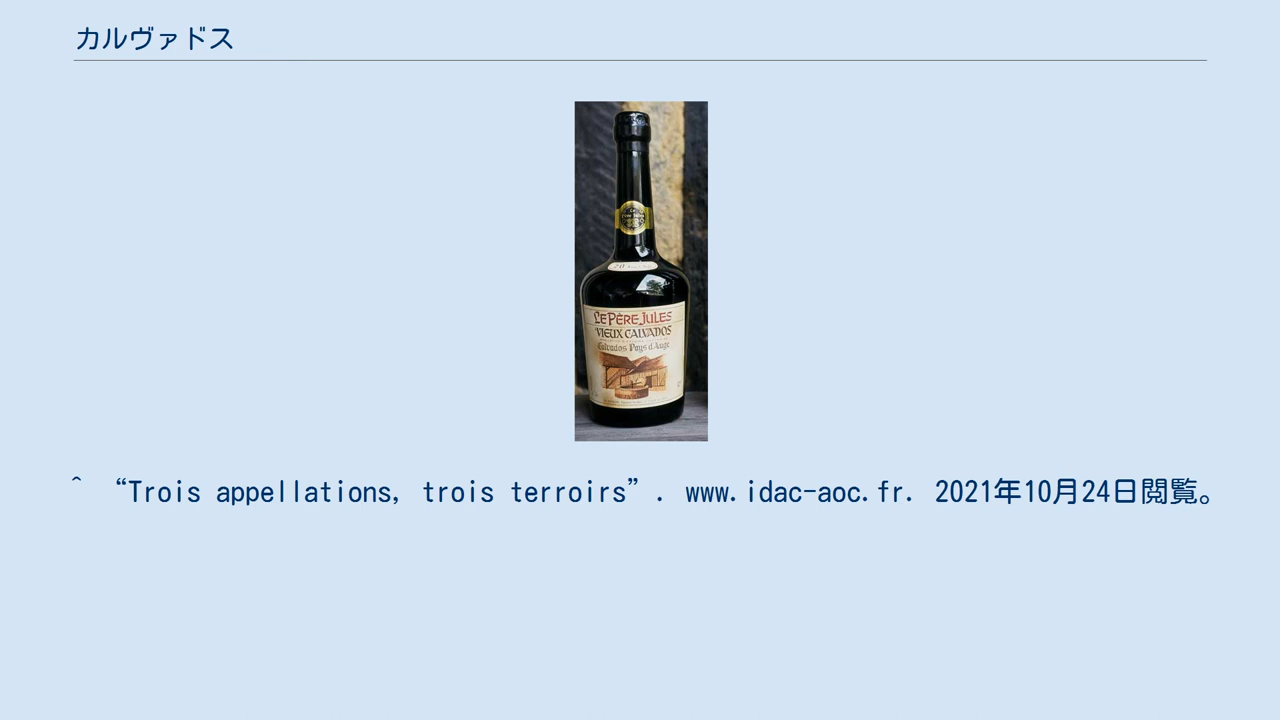 カルヴァドス
LE PÈRE JULES
VIEUX CALVADOS
Calvados Pays d'Auge
^ “Trois appellations, trois terroirs”. www.idac-aoc.fr. 2021年10月24日閲覧。